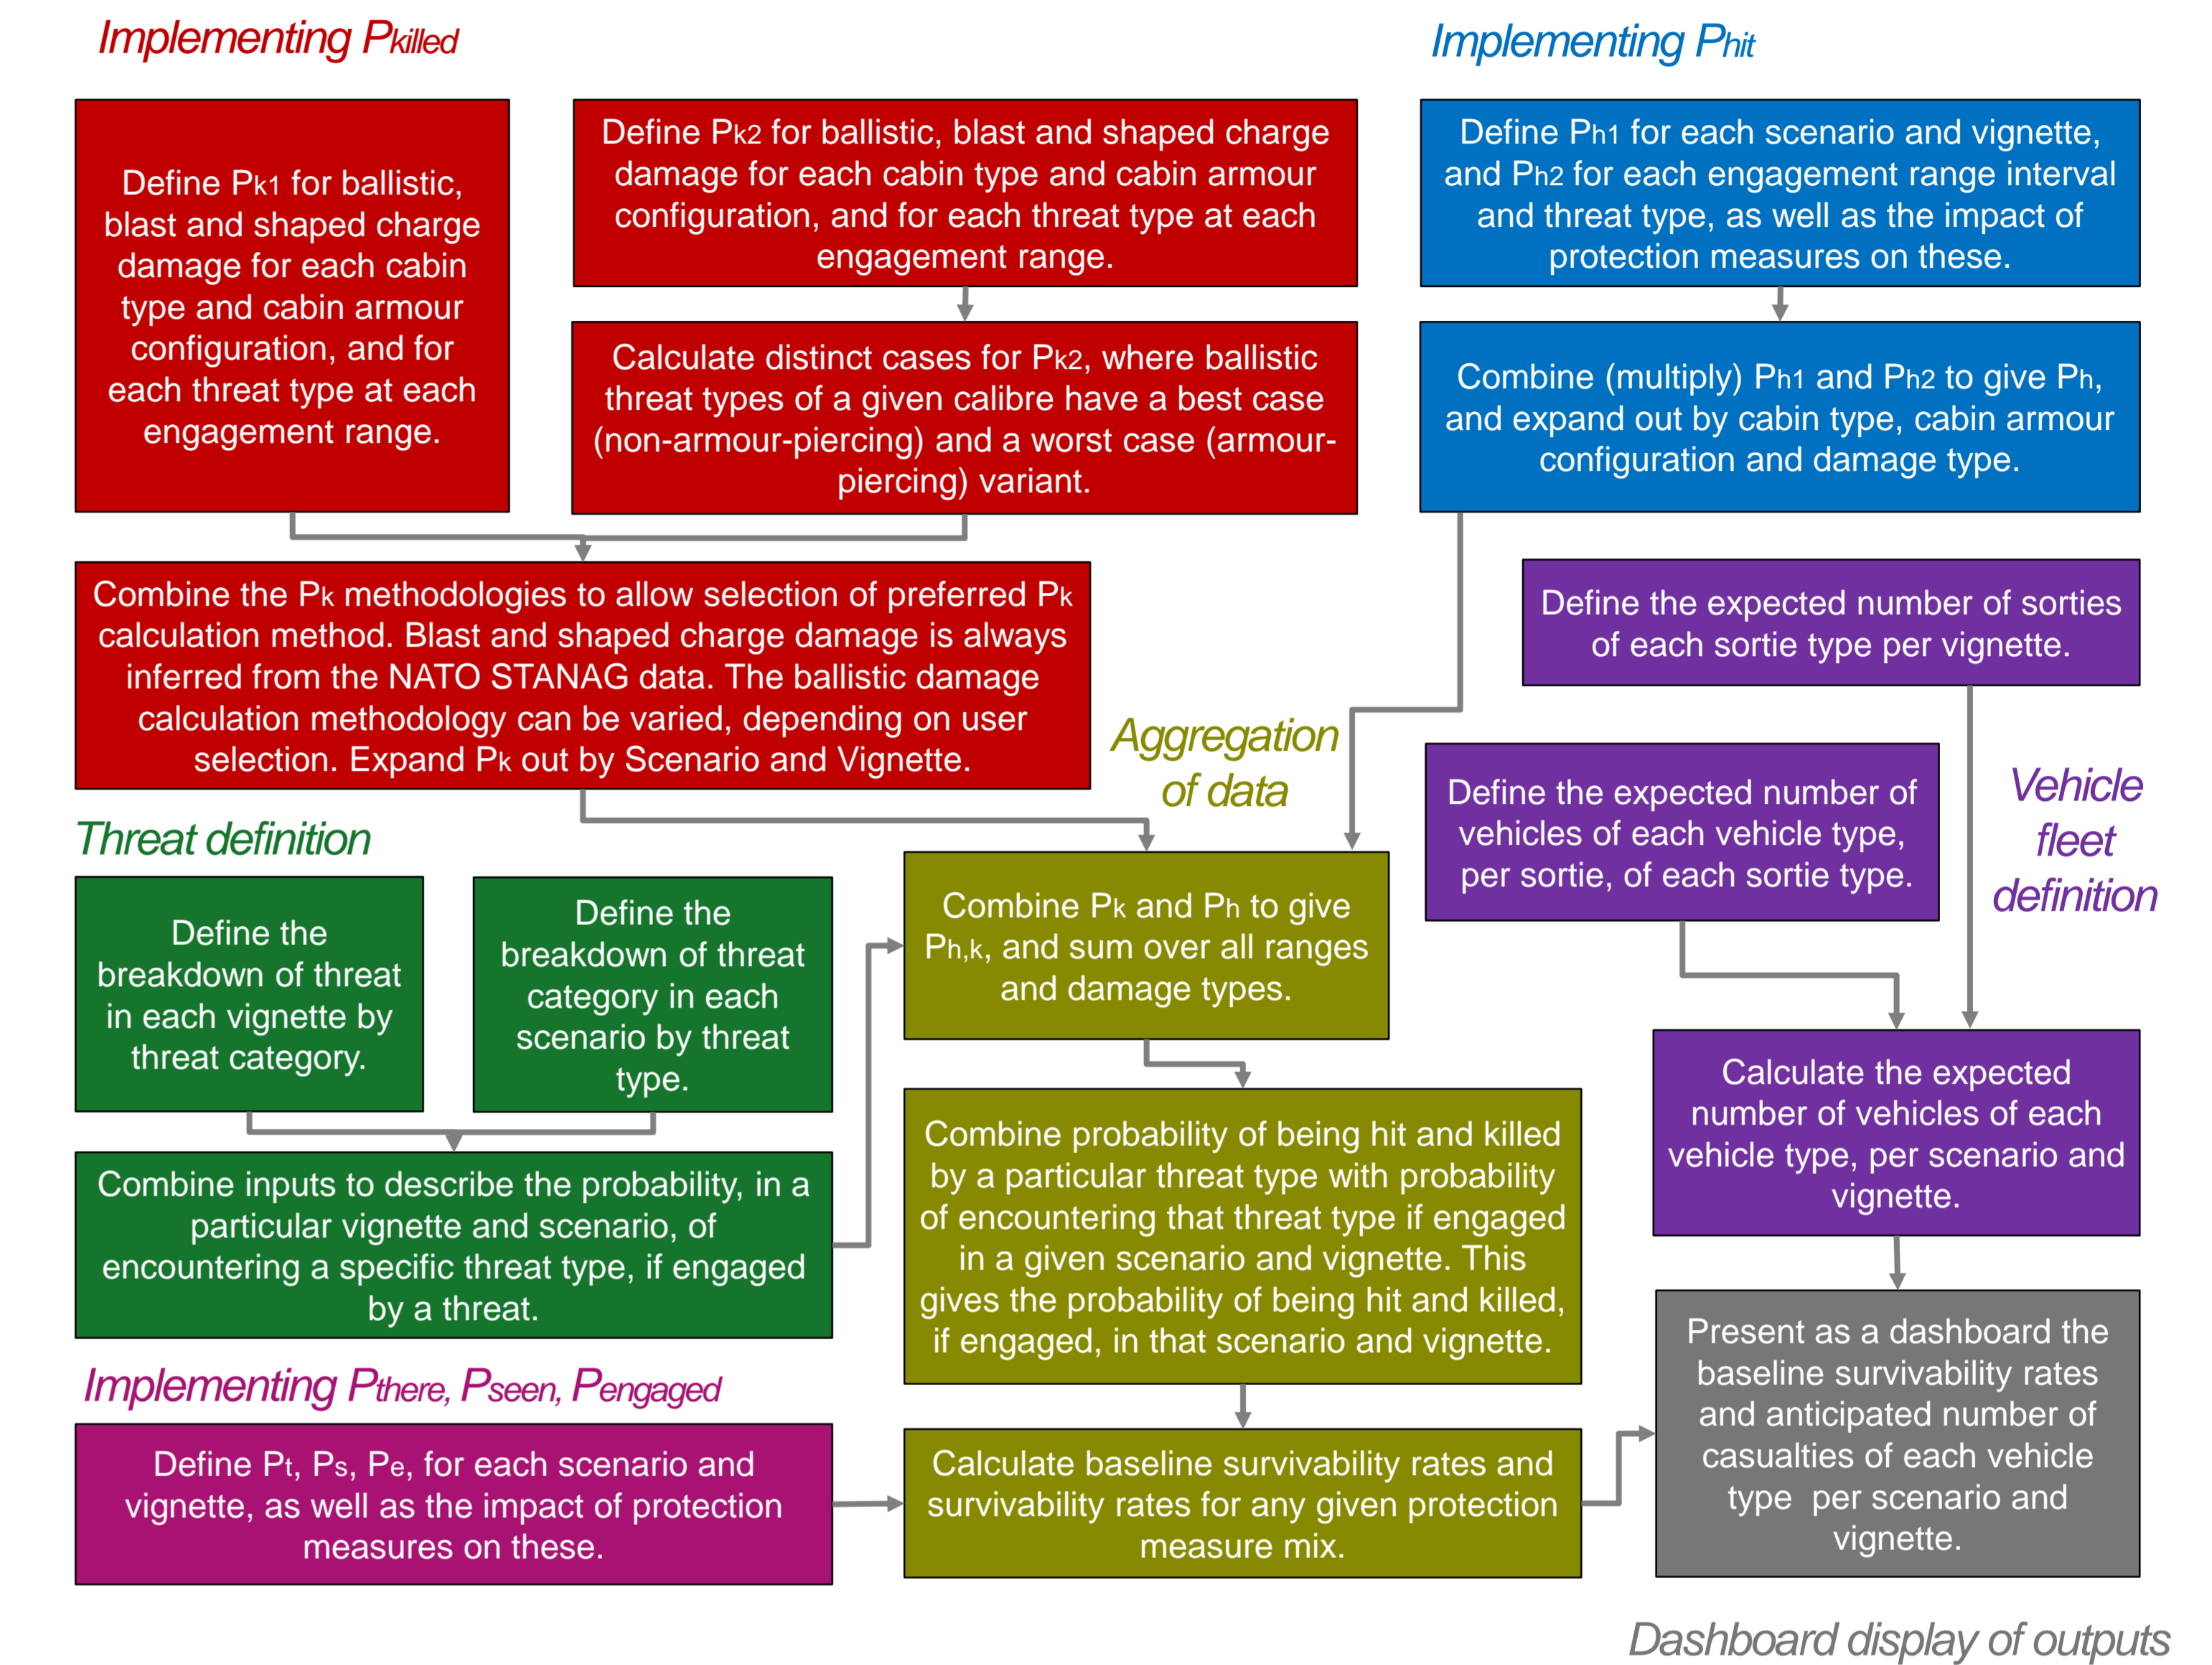 Implementing Pkilled
Define Pk1 for ballistic,
blast and shaped charge
damage for each cabin
type and cabin armour
configuration, and for
each threat type at each
engagement range.
Define Pk2 for ballistic, blast and shaped charge
damage for each cabin type and cabin armour
configuration, and for each threat type at each
engagement range.
Calculate distinct cases for Pk2, where ballistic
threat types of a given calibre have a best case
(non-armour-piercing) and a worst case (armour-
piercing) variant.
Combine the Pk methodologies to allow selection of preferred Pk
calculation method. Blast and shaped charge damage is always
inferred from the NATO STANAG data. The ballistic damage
calculation methodology can be varied, depending on user
selection. Expand Pk out by Scenario and Vignette.
Implementing Phit
Define Ph1 for each scenario and vignette,
and Ph2 for each engagement range interval
and threat type, as well as the impact of
protection measures on these.
Combine (multiply) Ph1 and Ph2 to give Ph,
and expand out by cabin type, cabin armour
configuration and damage type.
Define the expected number of sorties
of each sortie type per vignette.
Define the expected number of
vehicles of each vehicle type,
per sortie, of each sortie type.
Vehicle
fleet
definition
Calculate the expected
number of vehicles of each
vehicle type, per scenario and
vignette.
Threat definition
Define the
breakdown of threat
in each vignette by
threat category.
Define the
breakdown of threat
category in each
scenario by threat
type.
Combine inputs to describe the probability, in a
particular vignette and scenario, of
encountering a specific threat type, if engaged
by a threat.
Implementing Pthere, Pseen, Pengaged
Define Pt, Ps, Pe, for each scenario and
vignette, as well as the impact of protection
measures on these.
Aggregation
of data
Combine Pk and Ph to give
Ph,k, and sum over all ranges
and damage types.
Combine probability of being hit and killed
by a particular threat type with probability
of encountering that threat type if engaged
in a given scenario and vignette. This
gives the probability of being hit and killed,
if engaged, in that scenario and vignette.
Calculate baseline survivability rates and
survivability rates for any given protection
measure mix.
Present as a dashboard the
baseline survivability rates
and anticipated number of
casualties of each vehicle
type per scenario and
vignette.
Dashboard display of outputs